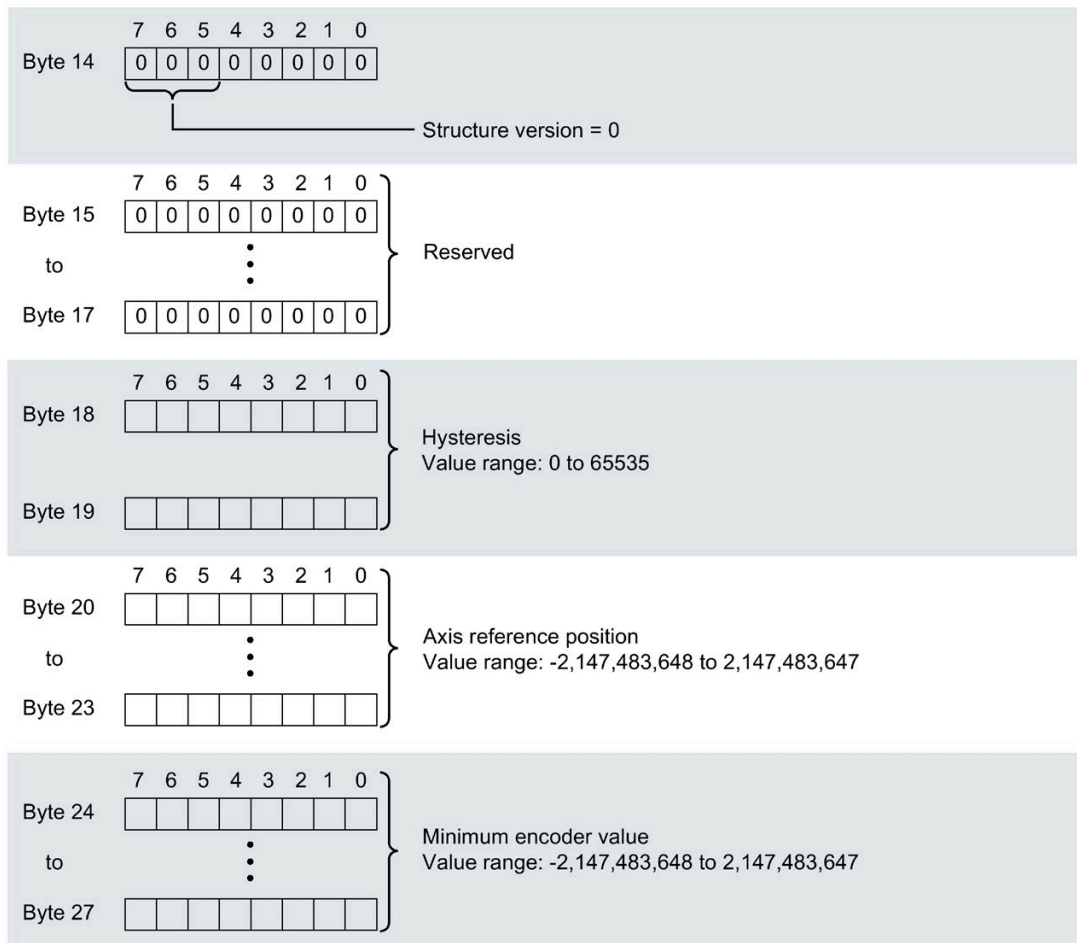 7 6 5 4 3 2 1 0
Byte 14 0 0 0 0 0 0 0 0
Structure version = 0
7 6 5 4 3 2 1 0
Byte 15 0 0 0 0 0 0 0 0
to
Reserved
Byte 17 0 0 0 0 0 0 0 0
7 6 5 4 3 2 1 0
Byte 18
Hysteresis
Value range: 0 to 65535
Byte 19
7 6 5 4 3 2 1 0
Byte 20
Axis reference position
to
Value range: -2,147,483,648 to 2,147,483,647
Byte 23
7 6 5 4 3 2 1 0
Byte 24
Minimum encoder value
to
Value range: -2,147,483,648 to 2,147,483,647
Byte 27